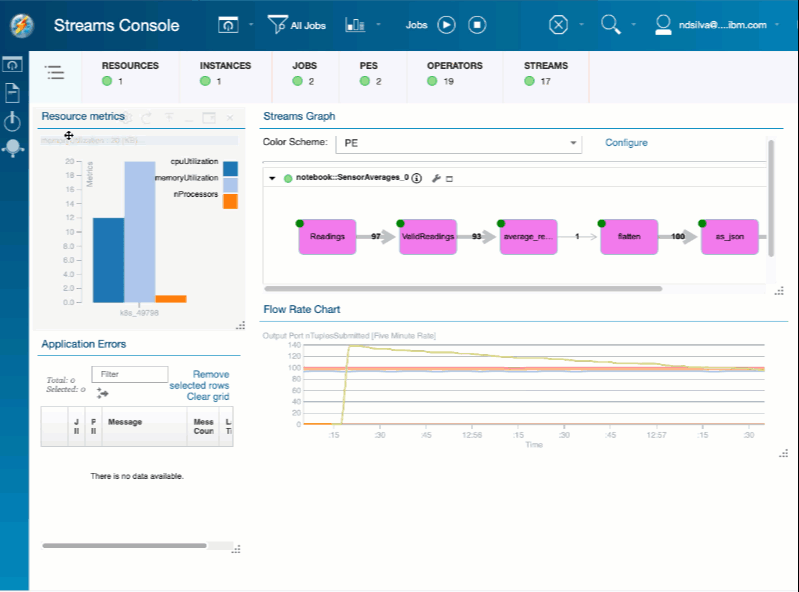 Streams Console
All Jobs
Jobs
ndsilva@....ibm.com
RESOURCES
1
INSTANCES
1
JOBS
2
PES
2
OPERATORS
19
STREAMS
17
Resource metrics
Metrics
20
18
16
14
12
10
8.0
6.0
4.0
2.0
0.0
cpuUtilization
memoryUtilization
nProcessors
k8s_49798
Application Errors
Total: 0
Selected: 0
Filter
Remove
selected rows
Clear grid
Message
Mess
Coun
There is no data available.
Streams Graph
Color Scheme:
PE
Configure
notebook::SensorAverages_0
Readings
97
ValidReadings
93
average_re...
1
flatten
100
as_json
Flow Rate Chart
Output Port nTuplesSubmitted [Five Minute Rate]
140
120
100
80
60
40
20
0
:15
:30
:45
12:56
:15
:30
:45
12:57
:15
:30
Time